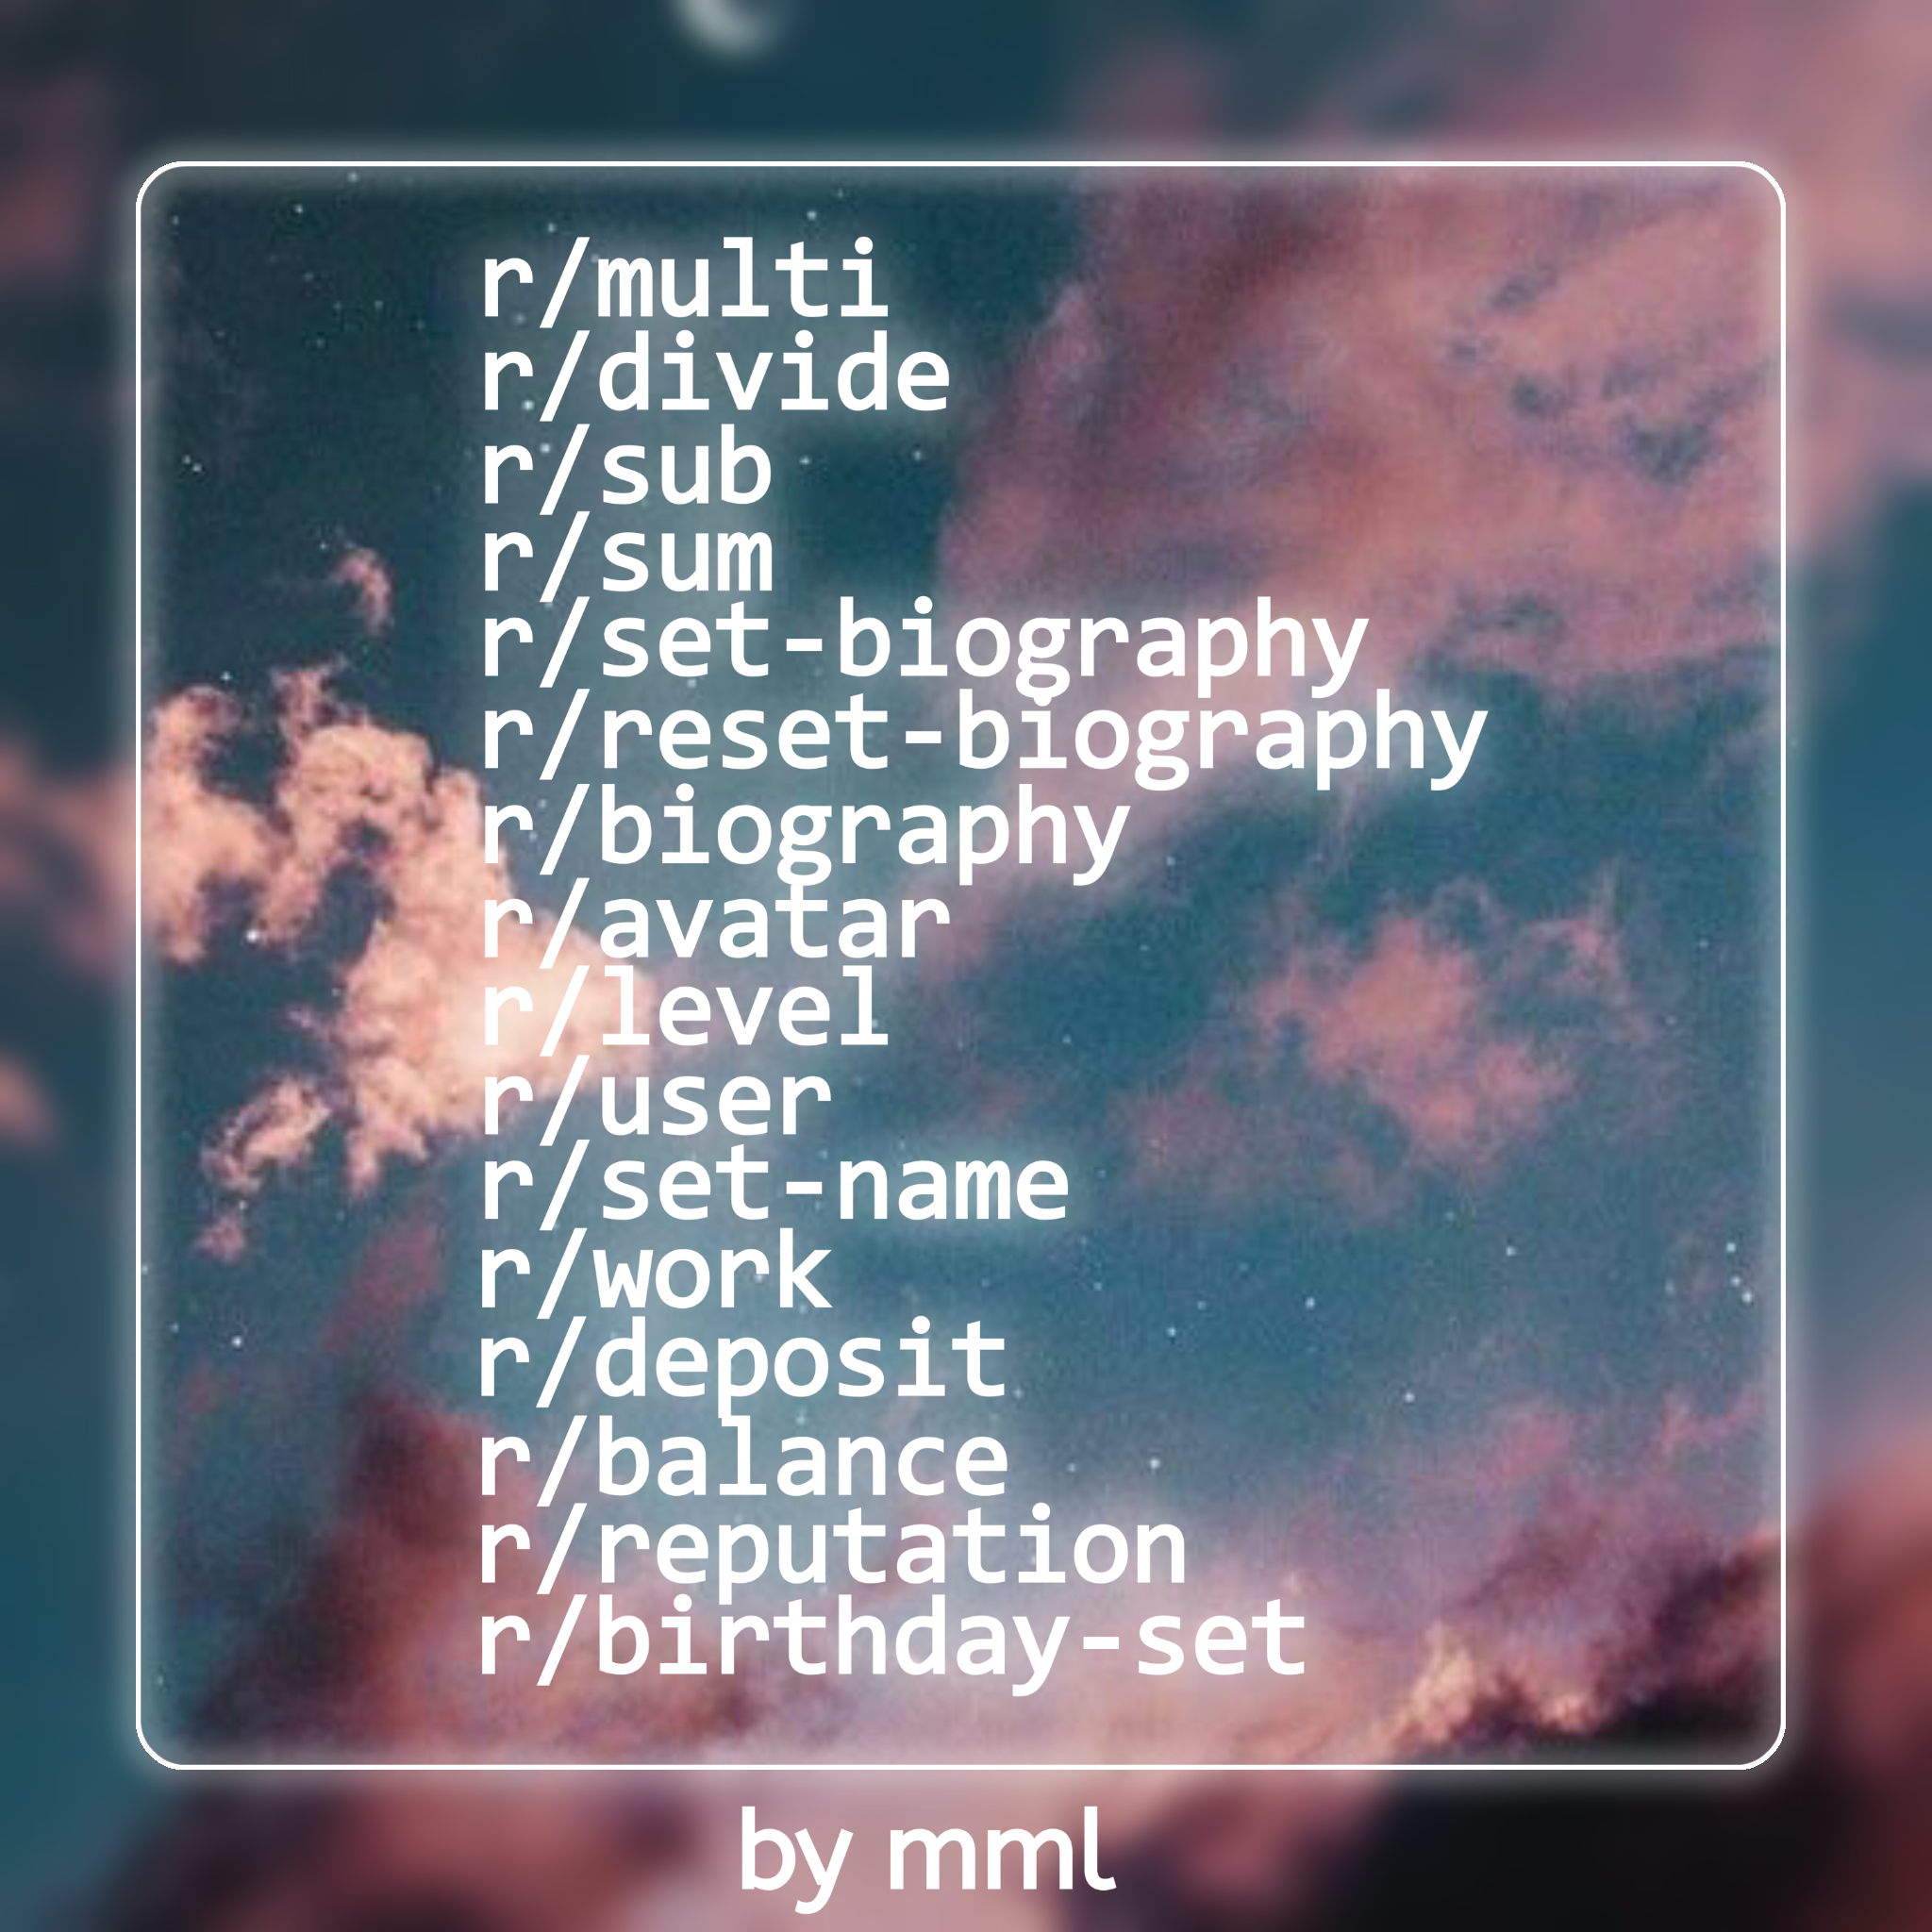 r/multi
r/divide
r/sub
r/sum
r/set-biography
r/reset-biography
r/biography
r/avatar
r/level
r/user
r/set-name
r/work
r/deposit
r/balance
r/reputation
r/birthday-set
by mml